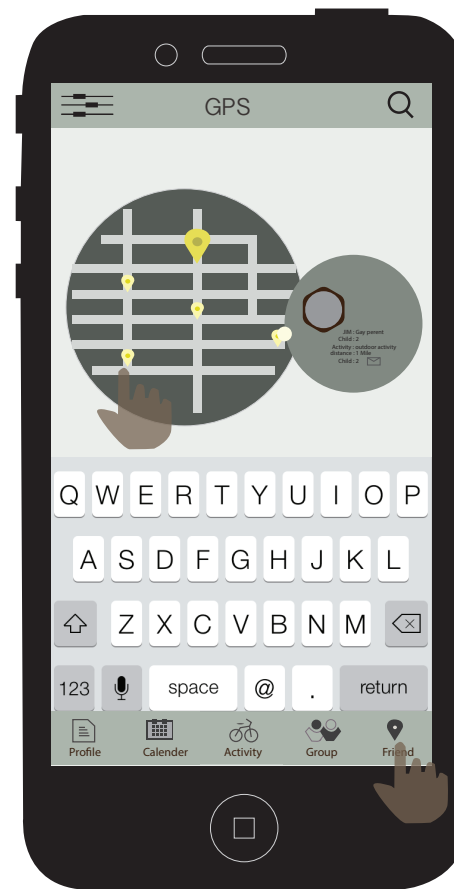 GPS
JIM : Gay parent
Child : 2
Activity : outdoor activity
distance : 1 Mile
Child : 2
Q W E R T Y U I O P
A S D F G H J K L
Z X C V B N M
123 space @ . return
Profile Calender Activity Group Friend